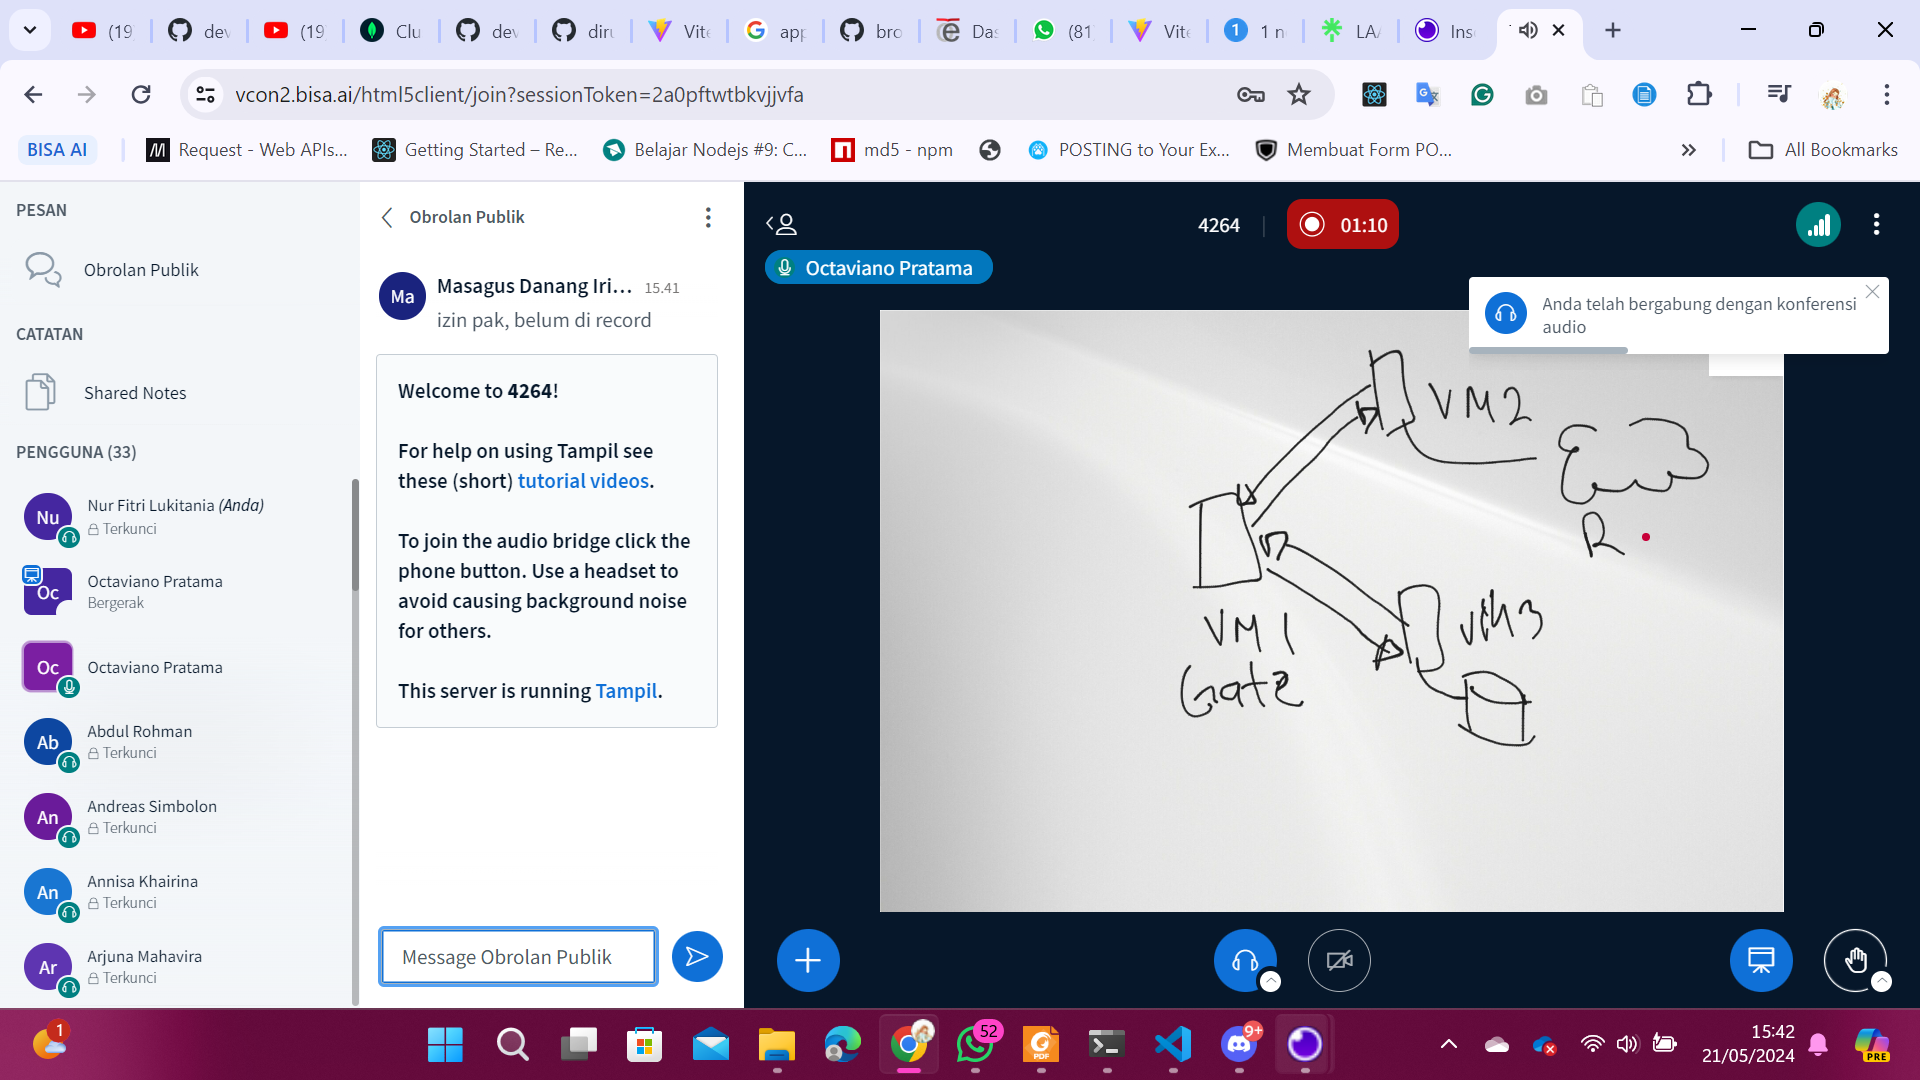 (19
dev
(19
Clu
dev
diru
Vite
app
bro
Das
(81)
Vite
1 n
LAA
Ins
vcon2.bisa.ai/html5client/join?sessionToken=2a0pftwtbkvjjvfa
BISA AI
Request - Web APIs...
Getting Started – Re...
Belajar Nodejs #9: C...
md5 - npm
POSTING to Your Ex...
Membuat Form PO...
All Bookmarks
PESAN
Obrolan Publik
CATATAN
Shared Notes
PENGGUNA (33)
Nu
Nur Fitri Lukitania (Anda)
Terkunci
Oc
Octaviano Pratama
Bergerak
Oc
Octaviano Pratama
Ab
Abdul Rohman
Terkunci
An
Andreas Simbolon
Terkunci
An
Annisa Khairina
Terkunci
Ar
Arjuna Mahavira
Terkunci
Obrolan Publik
Ma
Masagus Danang Iri... 15.41
izin pak, belum di record
Welcome to 4264!
For help on using Tampil see
these (short) tutorial videos.
To join the audio bridge click the
phone button. Use a headset to
avoid causing background noise
for others.
This server is running Tampil.
Message Obrolan Publik
4264
01:10
Octaviano Pratama
Anda telah bergabung dengan konferensi
audio
VM2
R
VM1
Gate
VM3
1
52
PDF
9+
15:42
21/05/2024
PRE